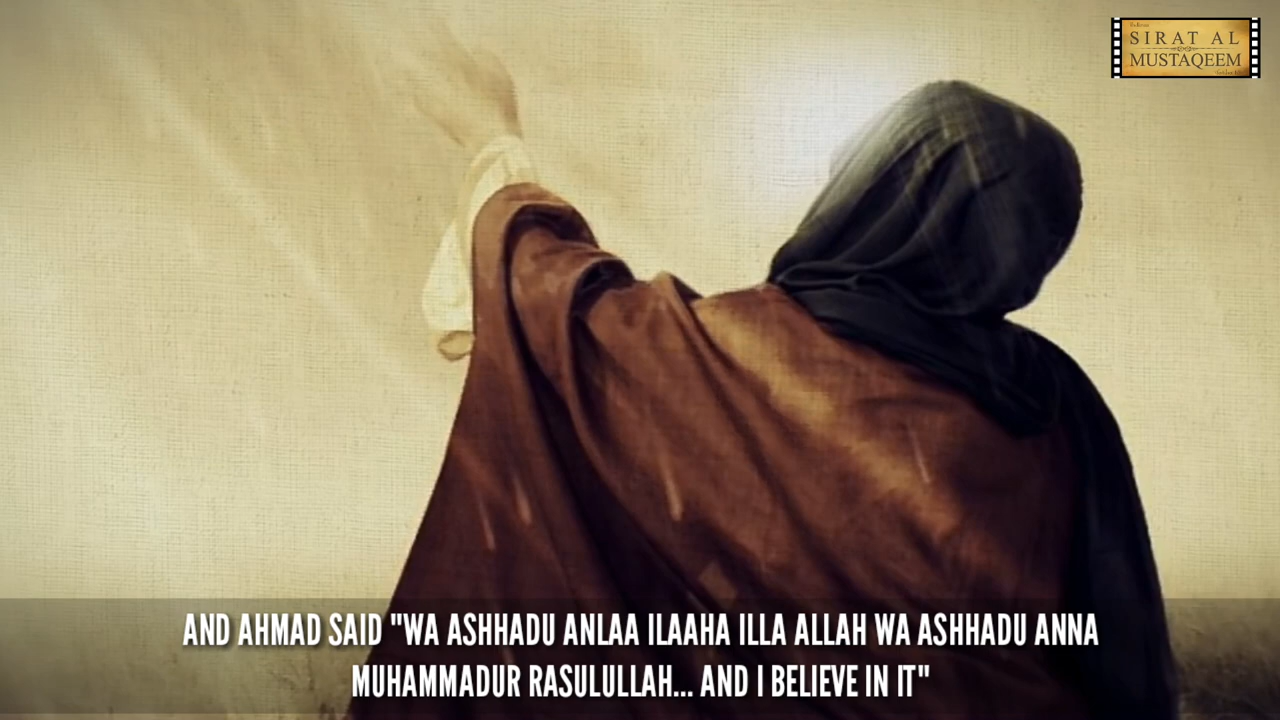 SIRAT AL
MUSTAQEEM
AND AHMAD SAID "WA ASHHADU ANLAA ILAAHA ILLA ALLAH WA ASHHADU ANNA
MUHAMMADUR RASULULLAH... AND I BELIEVE IN IT"